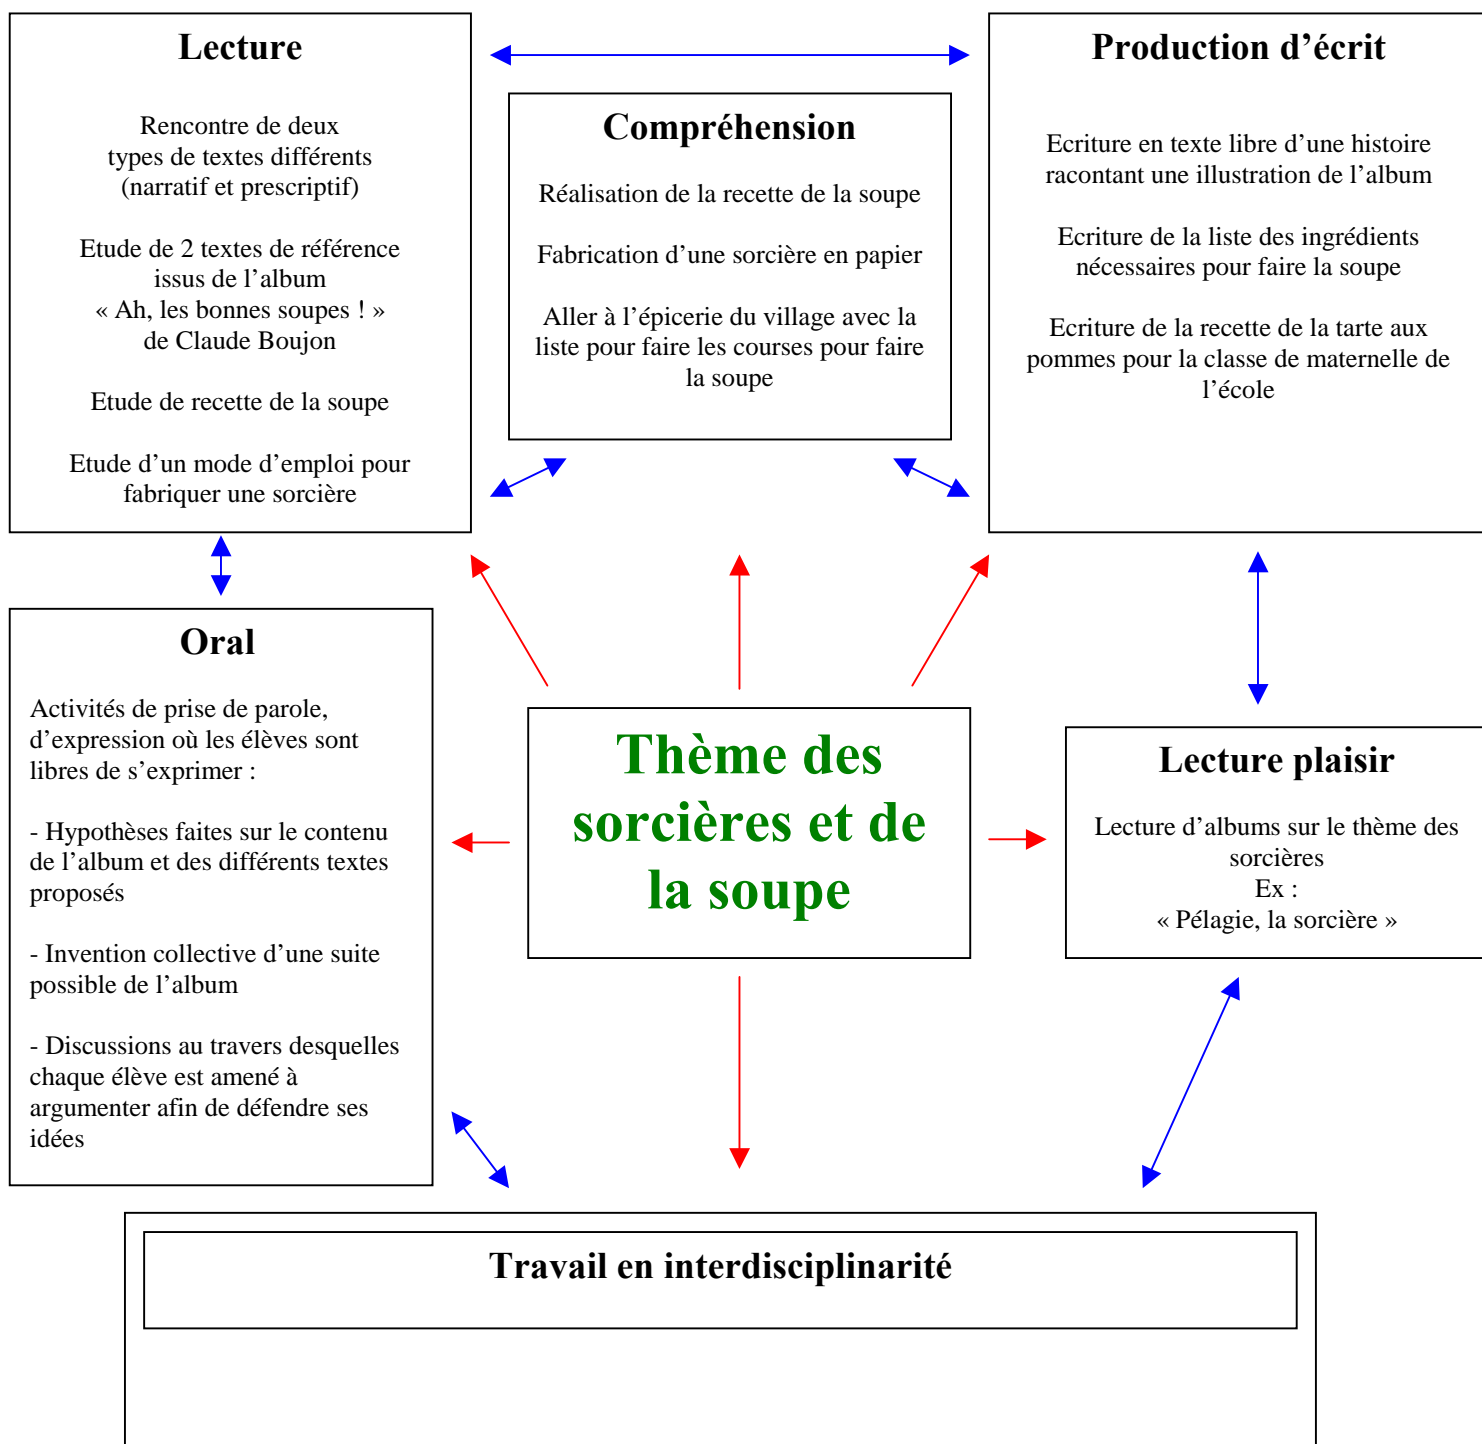 Lecture
Rencontre de deux
types de textes différents
(narratif et prescriptif)
Etude de 2 textes de référence
issus de l’album
« Ah, les bonnes soupes ! »
de Claude Boujon
Etude de recette de la soupe
Etude d’un mode d’emploi pour
fabriquer une sorcière
Compréhension
Réalisation de la recette de la soupe
Fabrication d’une sorcière en papier
Aller à l’épicerie du village avec la
liste pour faire les courses pour faire
la soupe
Production d’écrit
Ecriture en texte libre d’une histoire
racontant une illustration de l’album
Ecriture de la liste des ingrédients
nécessaires pour faire la soupe
Ecriture de la recette de la tarte aux
pommes pour la classe de maternelle de
l’école
Oral
Activités de prise de parole,
d’expression où les élèves sont
libres de s’exprimer :
- Hypothèses faites sur le contenu
de l’album et des différents textes
proposés
- Invention collective d’une suite
possible de l’album
- Discussions au travers desquelles
chaque élève est amené à
argumenter afin de défendre ses
idées
Thème des
sorcières et de
la soupe
Lecture plaisir
Lecture d’albums sur le thème des
sorcières
Ex :
« Pélagie, la sorcière »
Travail en interdisciplinarité